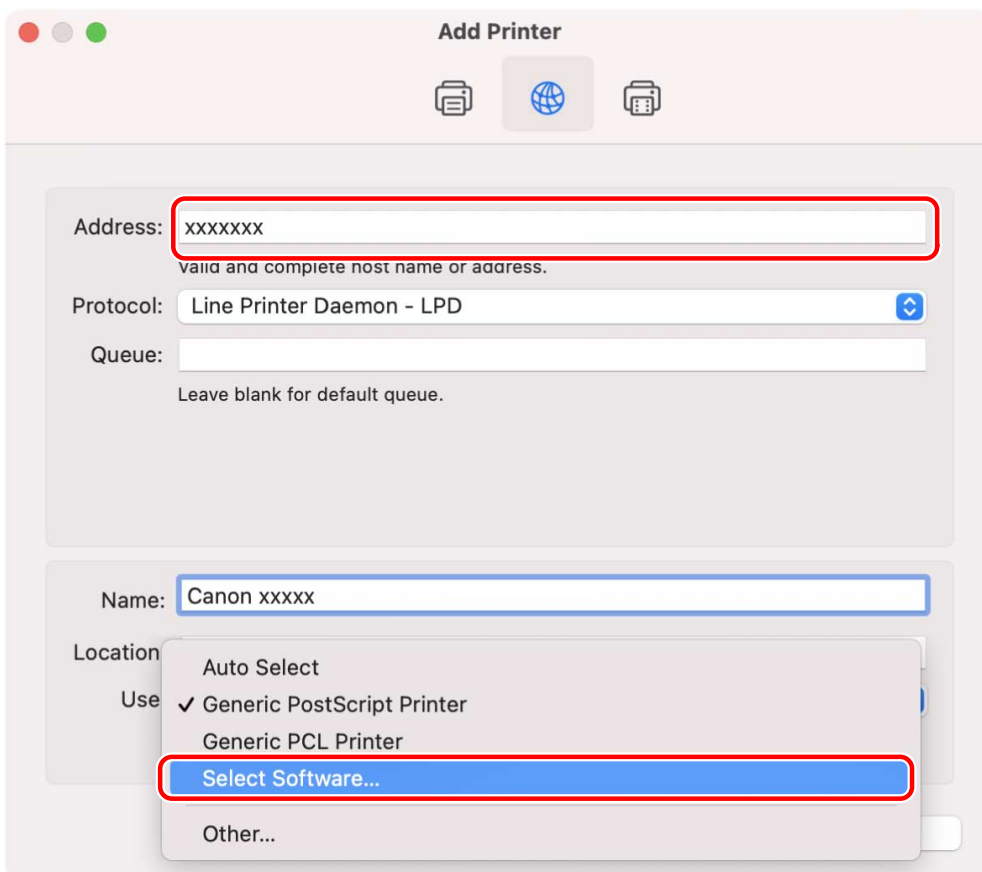 Add Printer
Address: xxxxxxx
Valid and complete host name or address.
Protocol: Line Printer Daemon - LPD
Queue:
Leave blank for default queue.
Name: Canon xxxxx
Location
Auto Select
Use ✓ Generic PostScript Printer
Generic PCL Printer
Select Software...
Other...